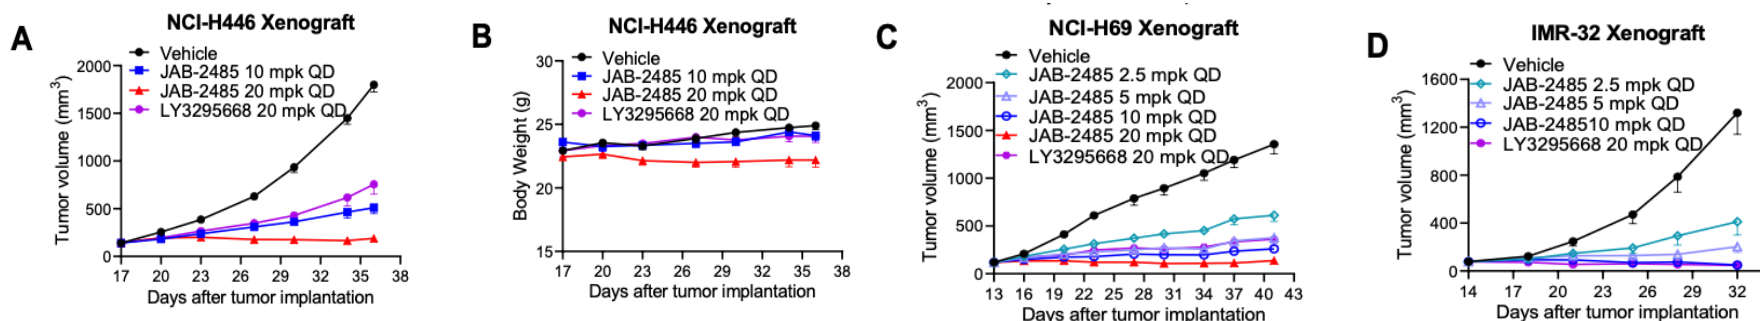 A
NCI-H446 Xenograft
Vehicle
JAB-2485 10 mpk QD
JAB-2485 20 mpk QD
LY3295668 20 mpk QD
Tumor volume (mm³)
2000
1500
1000
500
0
17 20 23 26 29 32 35 38
Days after tumor implantation
B
NCI-H446 Xenograft
Vehicle
JAB-2485 10 mpk QD
JAB-2485 20 mpk QD
LY3295668 20 mpk QD
Body Weight (g)
30
25
20
15
17 20 23 26 29 32 35 38
Days after tumor implantation
C
NCI-H69 Xenograft
Vehicle
JAB-2485 2.5 mpk QD
JAB-2485 5 mpk QD
JAB-2485 10 mpk QD
JAB-2485 20 mpk QD
LY3295668 20 mpk QD
Tumor volume (mm³)
2000
1500
1000
500
0
13 16 19 22 25 28 31 34 37 40 43
Days after tumor implantation
D
IMR-32 Xenograft
Vehicle
JAB-2485 2.5 mpk QD
JAB-2485 5 mpk QD
JAB-248510 mpk QD
LY3295668 20 mpk QD
Tumor volume (mm³)
1600
1200
800
400
0
14 17 20 23 26 29 32
Days after tumor implantation